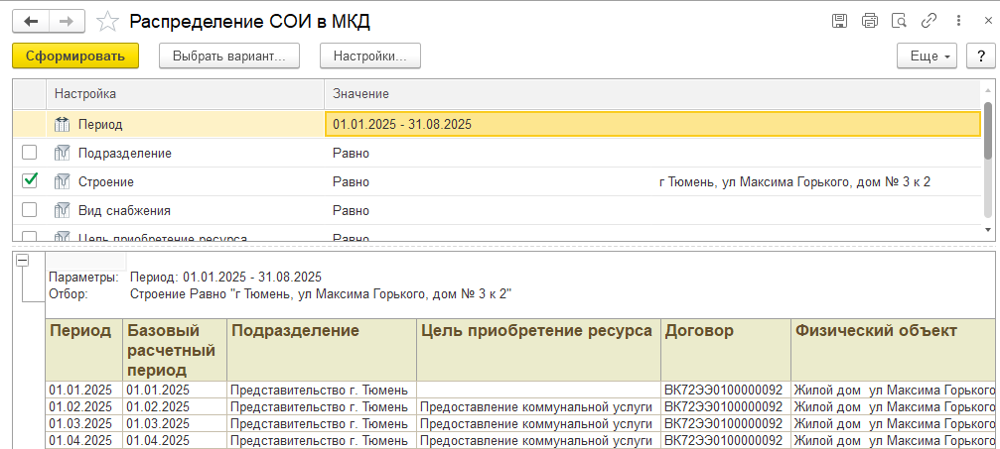 Распределение СОИ в МКД
Сформировать Выбрать вариант... Настройки... Еще ?
Настройка Значение
Период 01.01.2025 - 31.08.2025
Подразделение Равно
Строение Равно г Тюмень, ул Максима Горького, дом № 3 к 2
Вид снабжения Равно
Цель приобретение ресурса Равно
Параметры: Период: 01.01.2025 - 31.08.2025
Отбор: Строение Равно "г Тюмень, ул Максима Горького, дом № 3 к 2"
Период Базовый расчетный период Подразделение Цель приобретение ресурса Договор Физический объект
01.01.2025 01.01.2025 Представительство г. Тюмень ВК72ЭЭ0100000092 Жилой дом ул Максима Горького
01.02.2025 01.02.2025 Представительство г. Тюмень Предоставление коммунальной услуги ВК72ЭЭ0100000092 Жилой дом ул Максима Горького
01.03.2025 01.03.2025 Представительство г. Тюмень Предоставление коммунальной услуги ВК72ЭЭ0100000092 Жилой дом ул Максима Горького
01.04.2025 01.04.2025 Представительство г. Тюмень Предоставление коммунальной услуги ВК72ЭЭ0100000092 Жилой дом ул Максима Горького